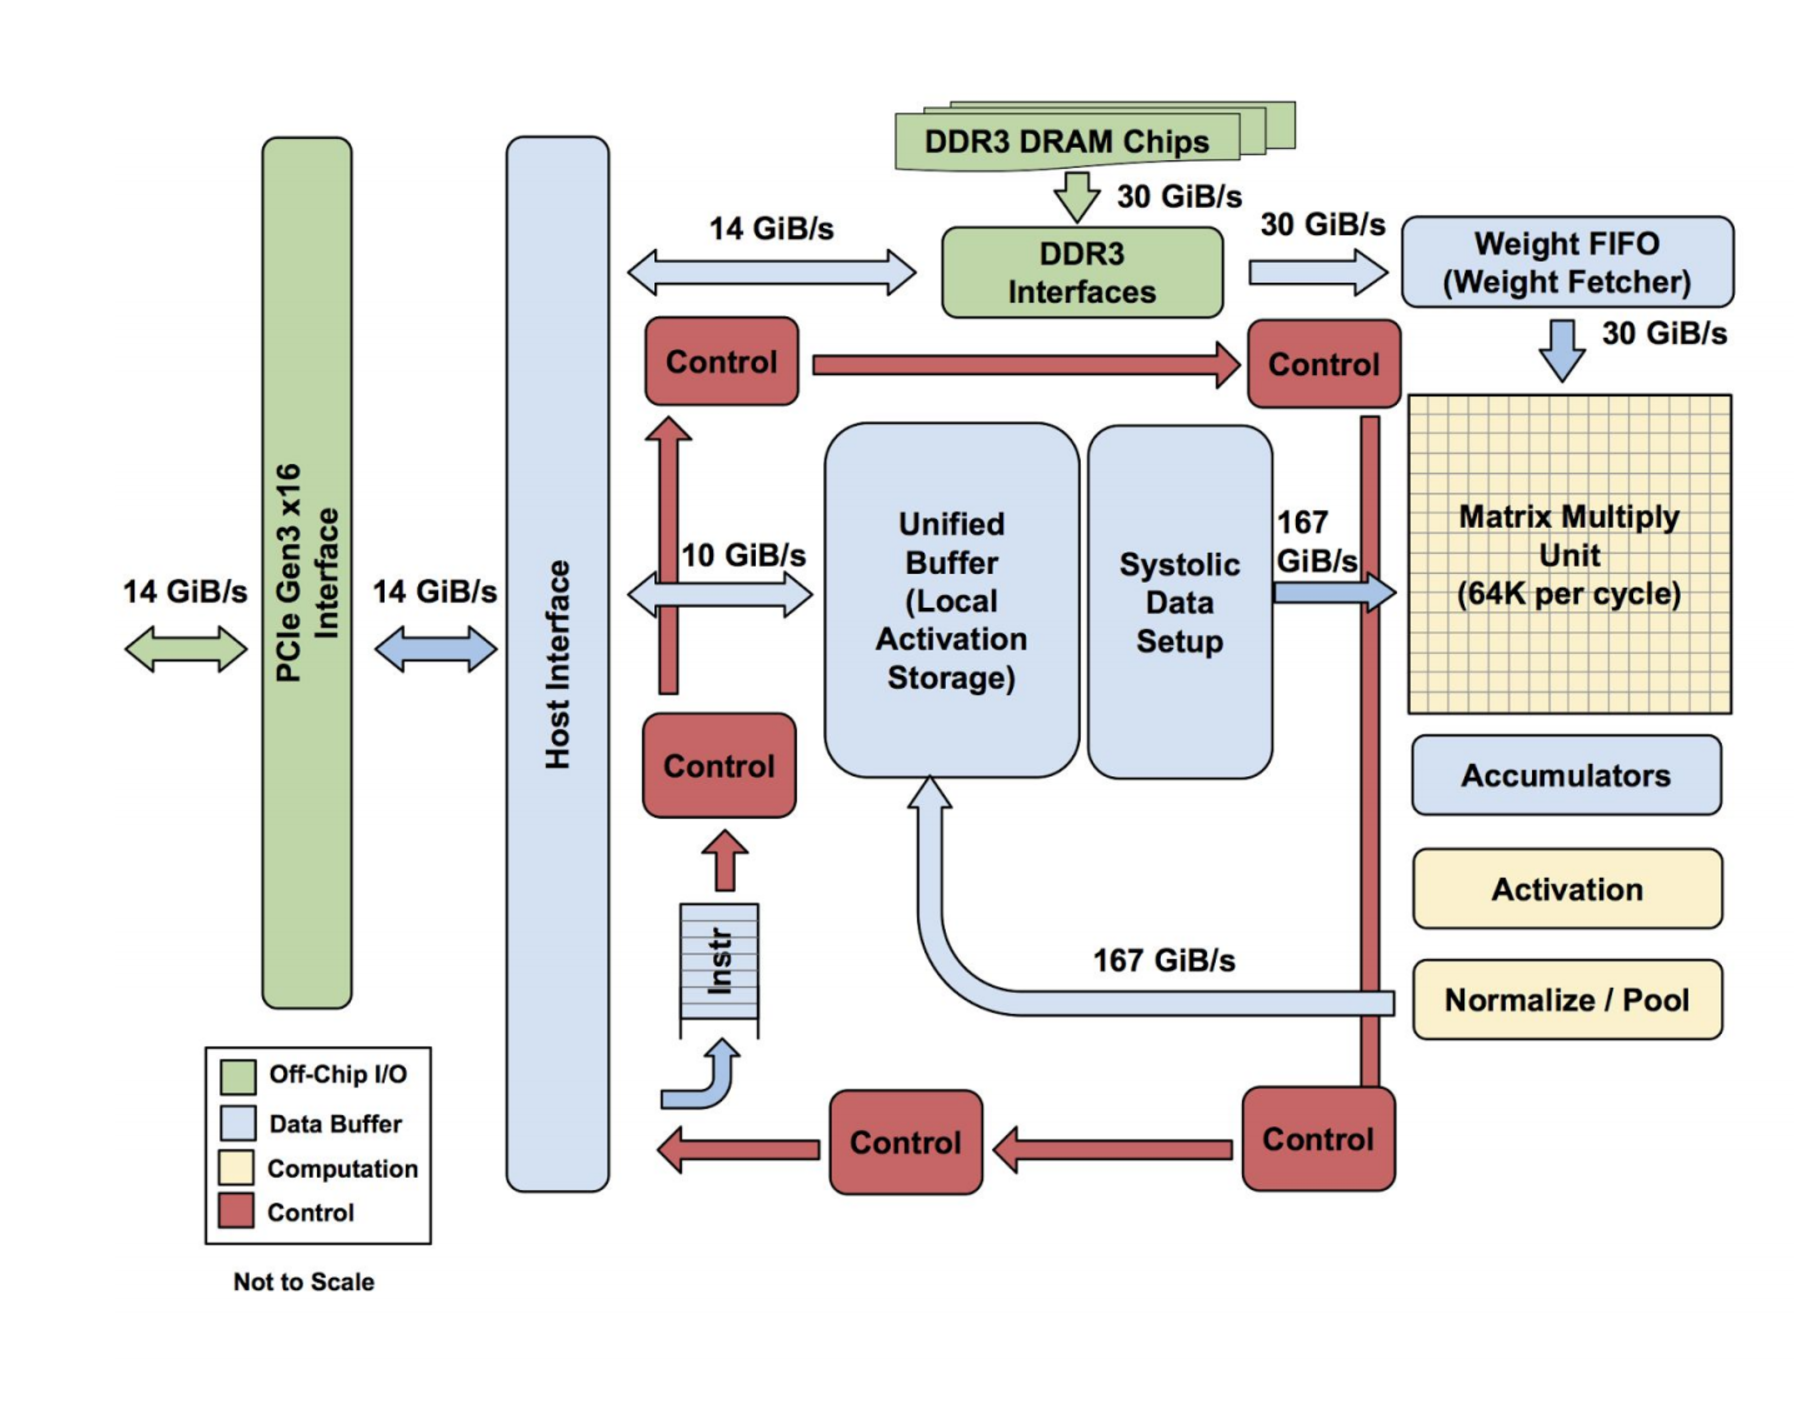 DDR3 DRAM Chips
30 GiB/s
14 GiB/s
30 GiB/s
DDR3
Interfaces
Weight FIFO
(Weight Fetcher)
30 GiB/s
Control
Control
PCIe Gen3 x16
Interface
14 GiB/s
14 GiB/s
Host Interface
10 GiB/s
Unified
Buffer
(Local
Activation
Storage)
Systolic
Data
Setup
167
GiB/s
Matrix Multiply
Unit
(64K per cycle)
Control
Accumulators
Activation
Instr
167 GiB/s
Normalize / Pool
Control
Control
Off-Chip I/O
Data Buffer
Computation
Control
Not to Scale